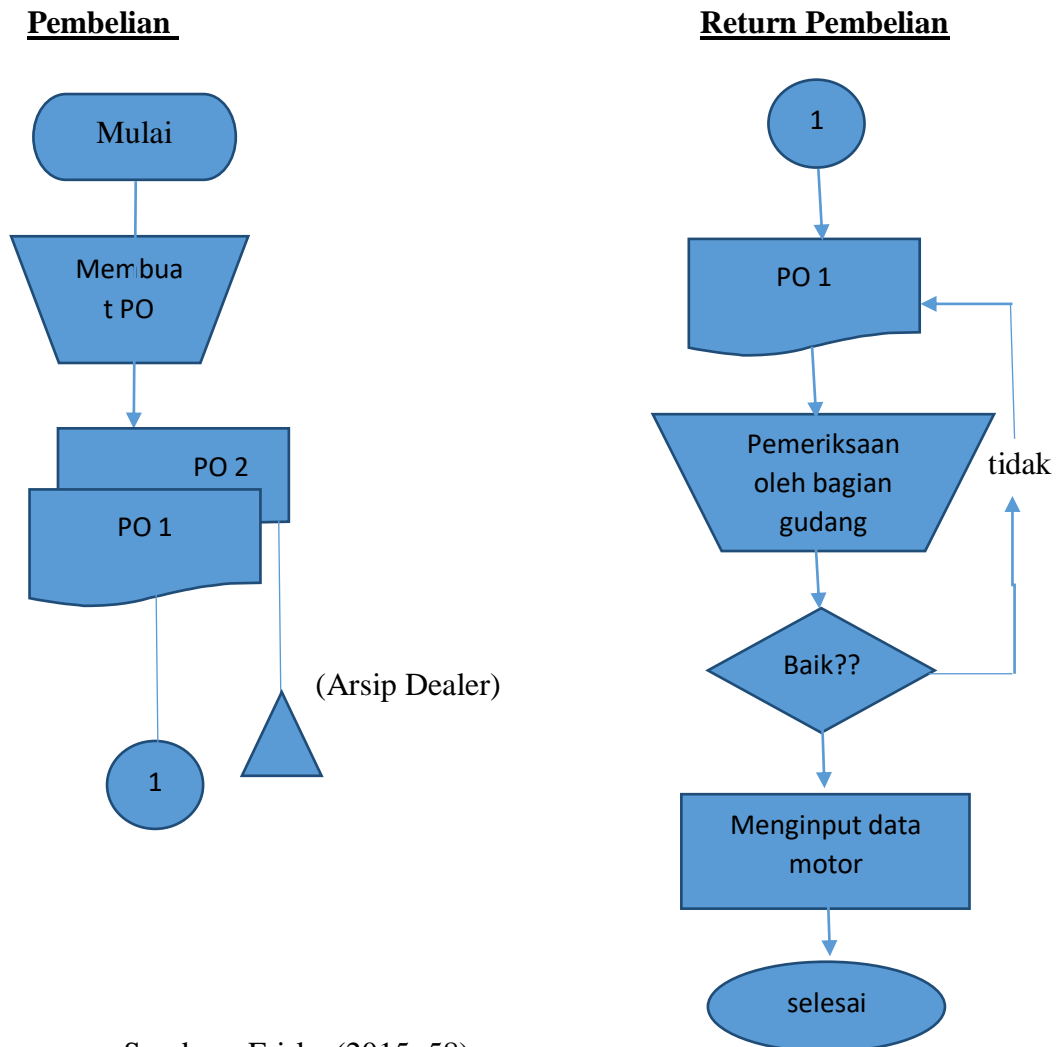 Pembelian
Mulai
Membua
t PO
PO 2
PO 1
(Arsip Dealer)
1
Return Pembelian
1
PO 1
Pemeriksaan
oleh bagian
gudang
tidak
Baik??
Menginput data
motor
selesai